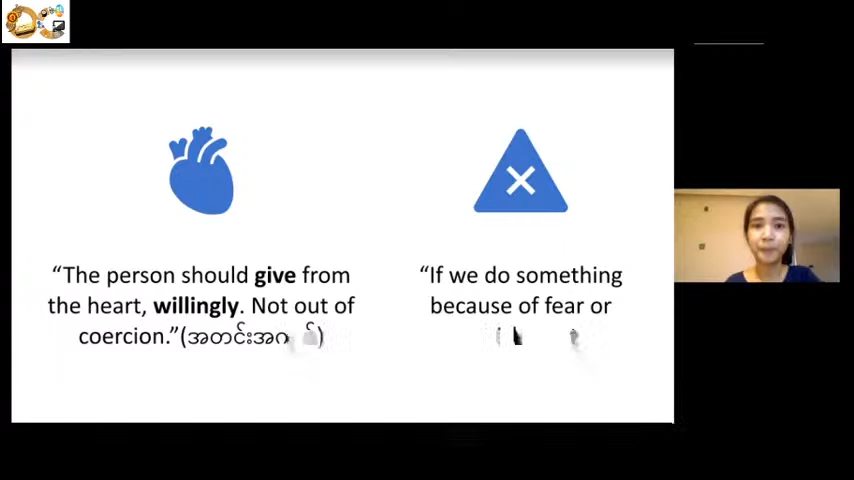 “The person should give from
the heart, willingly. Not out of
coercion.”(
“If we do something
because of fear or